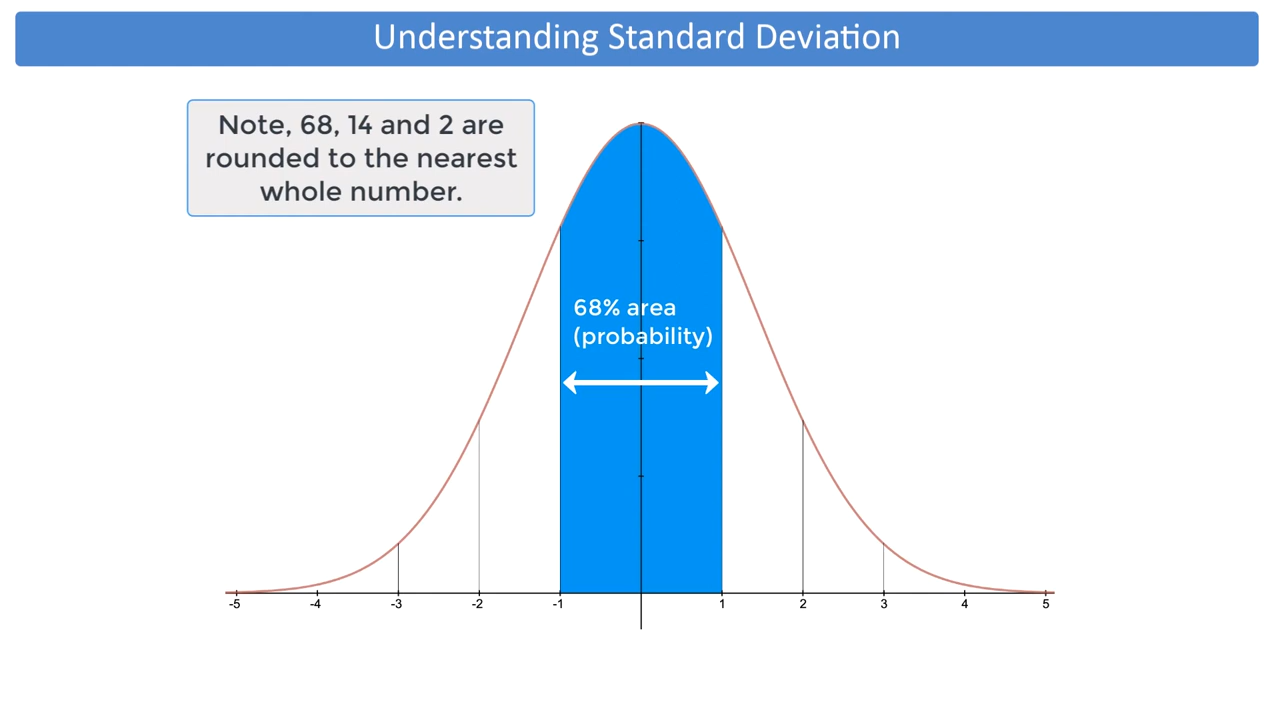 Understanding Standard Deviation
Note, 68, 14 and 2 are
rounded to the nearest
whole number.
68% area
(probability)
-5 -4 -3 -2 -1 1 2 3 4 5